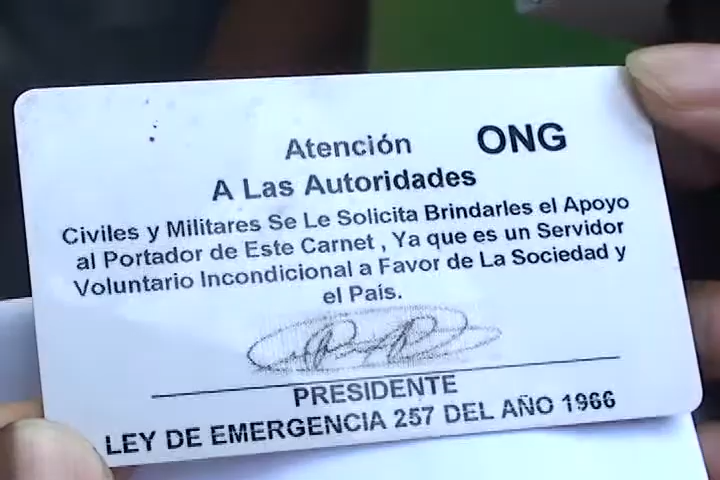 Atención ONG
A Las Autoridades
Civiles y Militares Se Le Solicita Brindarles el Apoyo
al Portador de Este Carnet , Ya que es un Servidor
Voluntario Incondicional a Favor de La Sociedad y
el País.
PRESIDENTE
LEY DE EMERGENCIA 257 DEL AÑO 1966